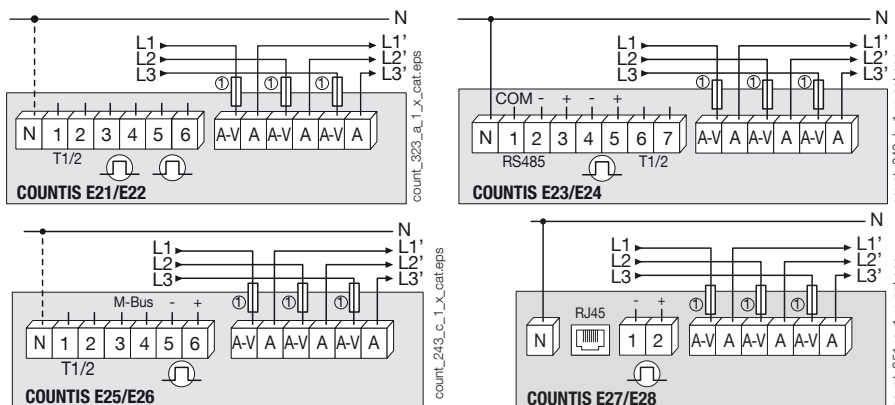 N
L1
L2
L3
L1'
L2'
L3'
① ① ①
N 1 2 3 4 5 6
A-V A A-V A A-V A
T1/2
COUNTIS E21/E22
count_323_a_1_x_cat.eps
N
L1
L2
L3
L1'
L2'
L3'
① ① ①
COM - + - +
N 1 2 3 4 5 6 7
A-V A A-V A A-V A
RS485
T1/2
COUNTIS E23/E24
N
L1
L2
L3
L1'
L2'
L3'
① ① ①
M-Bus - +
N 1 2 3 4 5 6
A-V A A-V A A-V A
T1/2
COUNTIS E25/E26
count_243_c_1_x_cat.eps
N
L1
L2
L3
L1'
L2'
L3'
① ① ①
RJ45 - +
N 1 2
A-V A A-V A A-V A
COUNTIS E27/E28